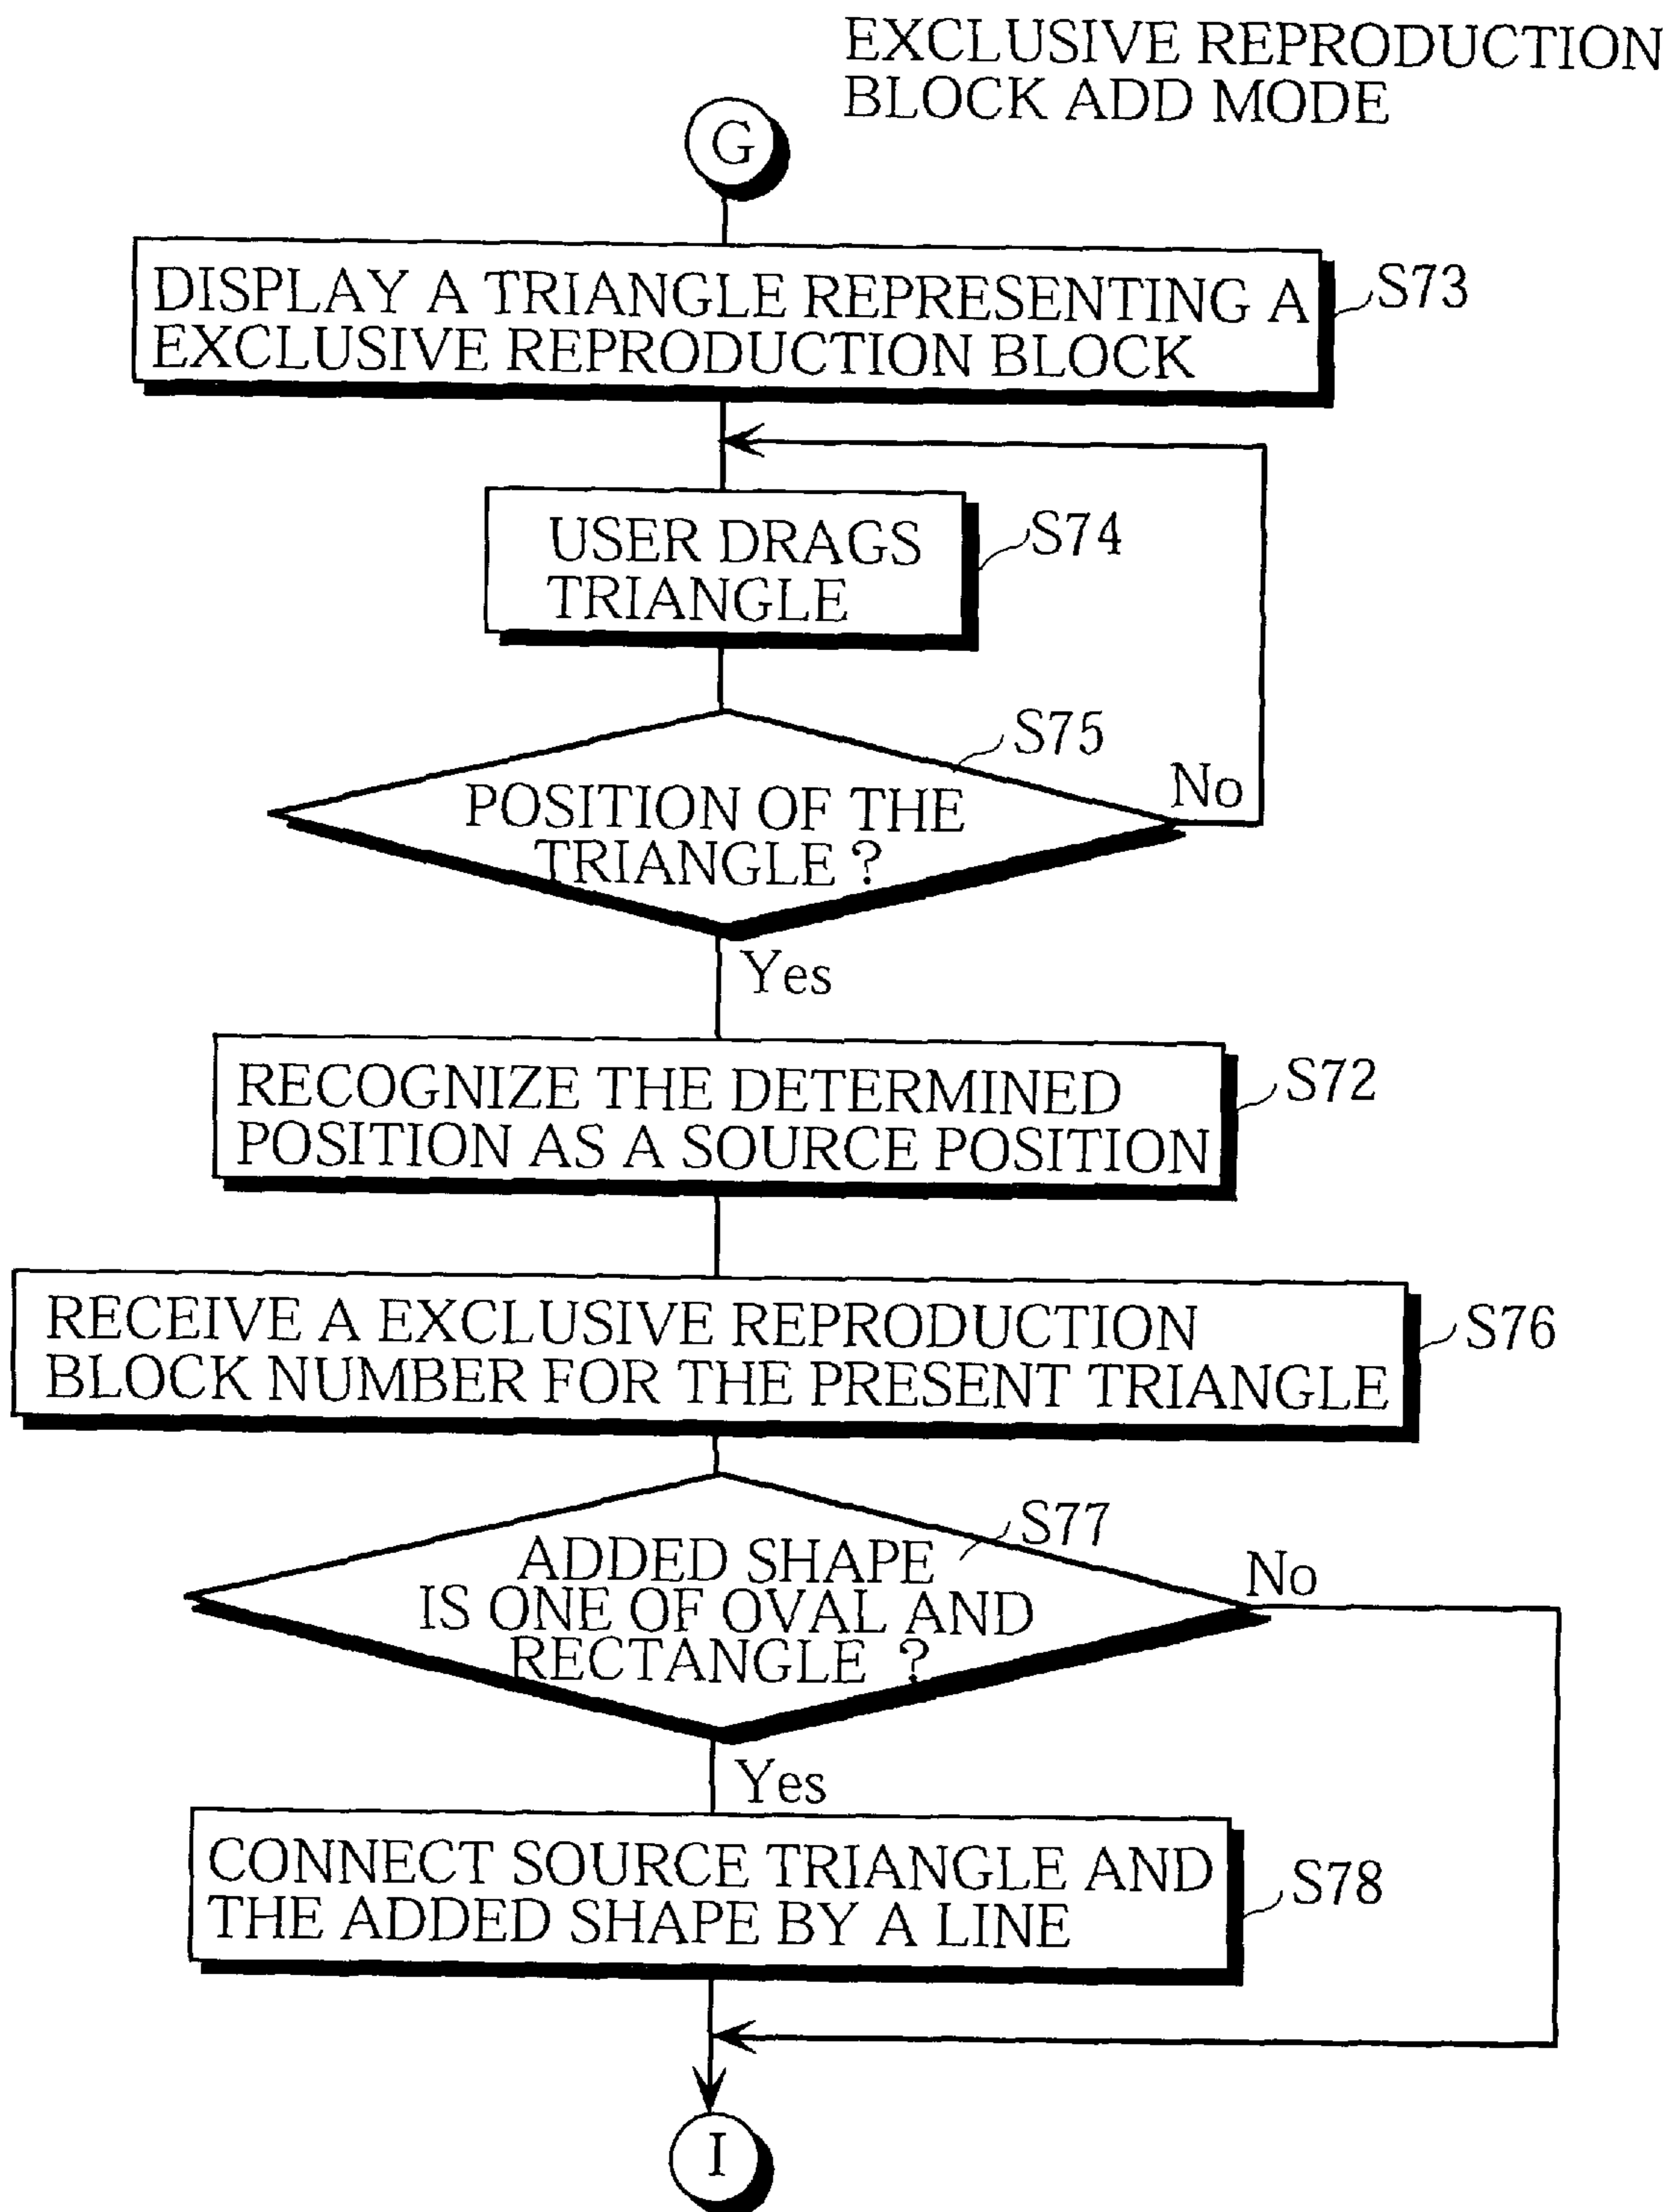 EXCLUSIVE REPRODUCTION
BLOCK ADD MODE
G
DISPLAY A TRIANGLE REPRESENTING A
EXCLUSIVE REPRODUCTION BLOCK
S73
USER DRAGS
TRIANGLE
S74
S75
POSITION OF THE
TRIANGLE ?
No
Yes
RECOGNIZE THE DETERMINED
POSITION AS A SOURCE POSITION
S72
RECEIVE A EXCLUSIVE REPRODUCTION
BLOCK NUMBER FOR THE PRESENT TRIANGLE
S76
S77
ADDED SHAPE
IS ONE OF OVAL AND
RECTANGLE ?
No
Yes
CONNECT SOURCE TRIANGLE AND
THE ADDED SHAPE BY A LINE
S78
I